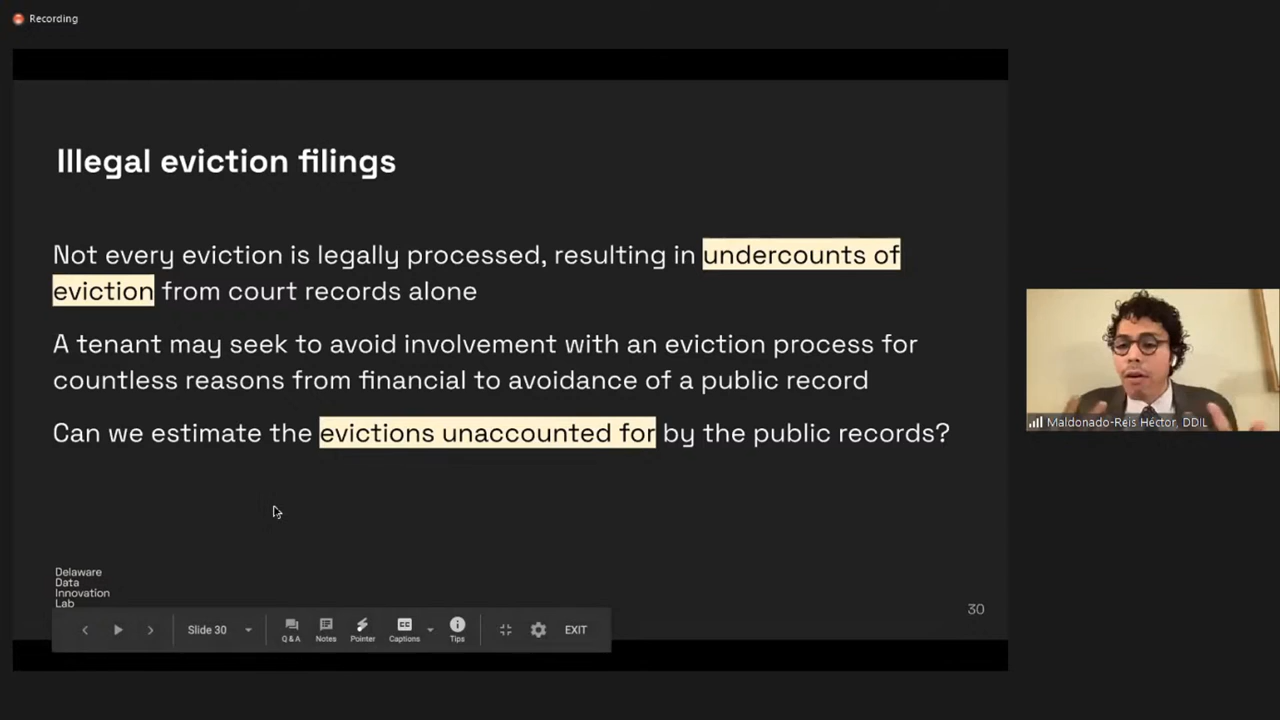 Recording
Illegal eviction filings
Not every eviction is legally processed, resulting in undercounts of
eviction from court records alone
A tenant may seek to avoid involvement with an eviction process for
countless reasons from financial to avoidance of a public record
Can we estimate the evictions unaccounted for by the public records?
Maldonado-Reis Héctor, DDIL
Delaware
Data
Innovation
Lab
30
Slide 30
Q & A
Notes
Pointer
CC
Captions
Tips
EXIT